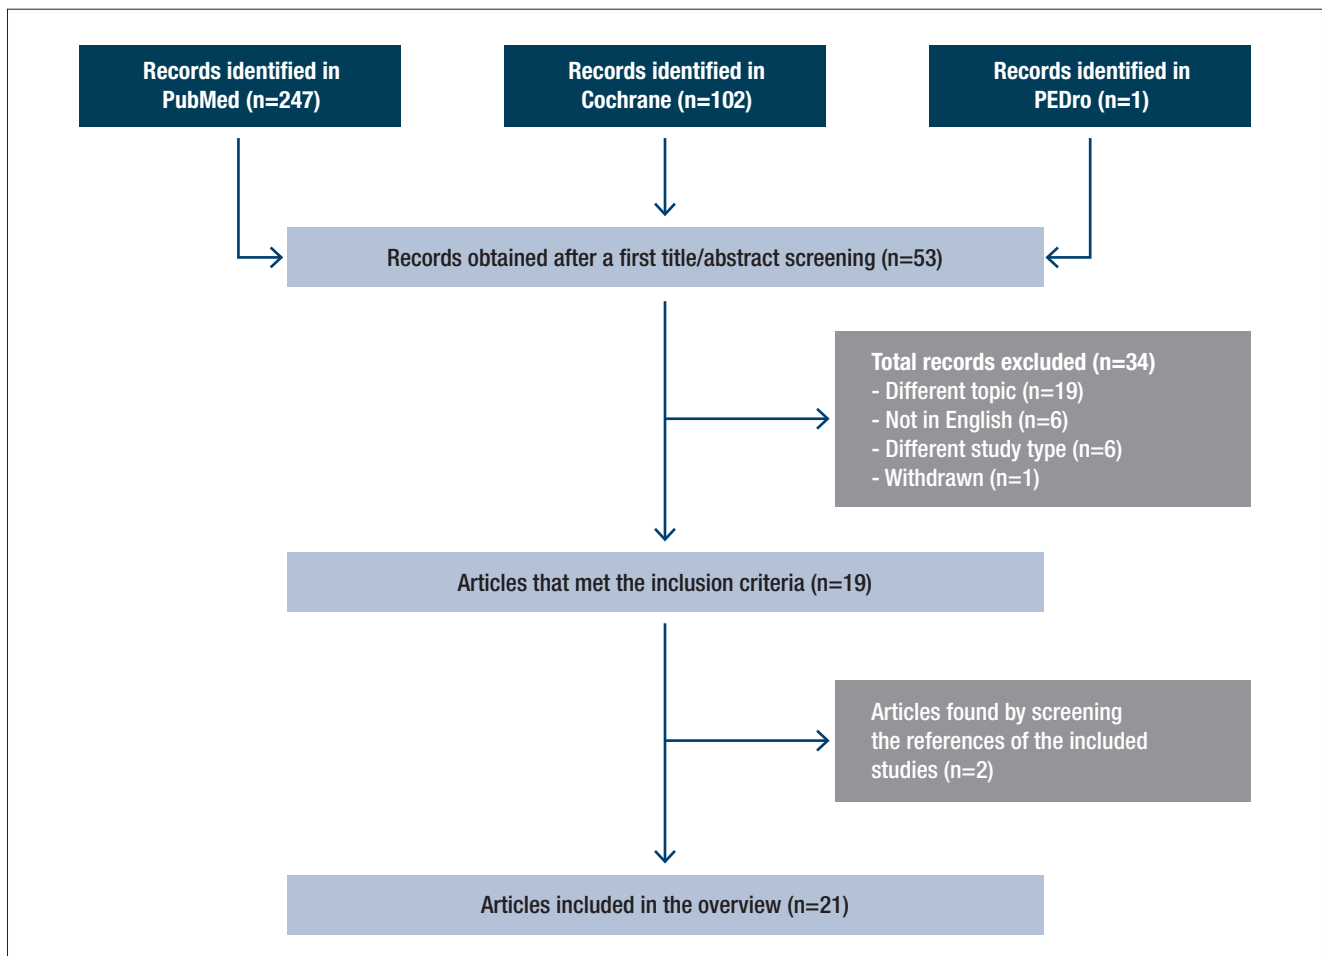 Records identified in
PubMed (n=247)
Records identified in
Cochrane (n=102)
Records identified in
PEDro (n=1)
Records obtained after a first title/abstract screening (n=53)
Total records excluded (n=34)
- Different topic (n=19)
- Not in English (n=6)
- Different study type (n=6)
- Withdrawn (n=1)
Articles that met the inclusion criteria (n=19)
Articles found by screening
the references of the included
studies (n=2)
Articles included in the overview (n=21)